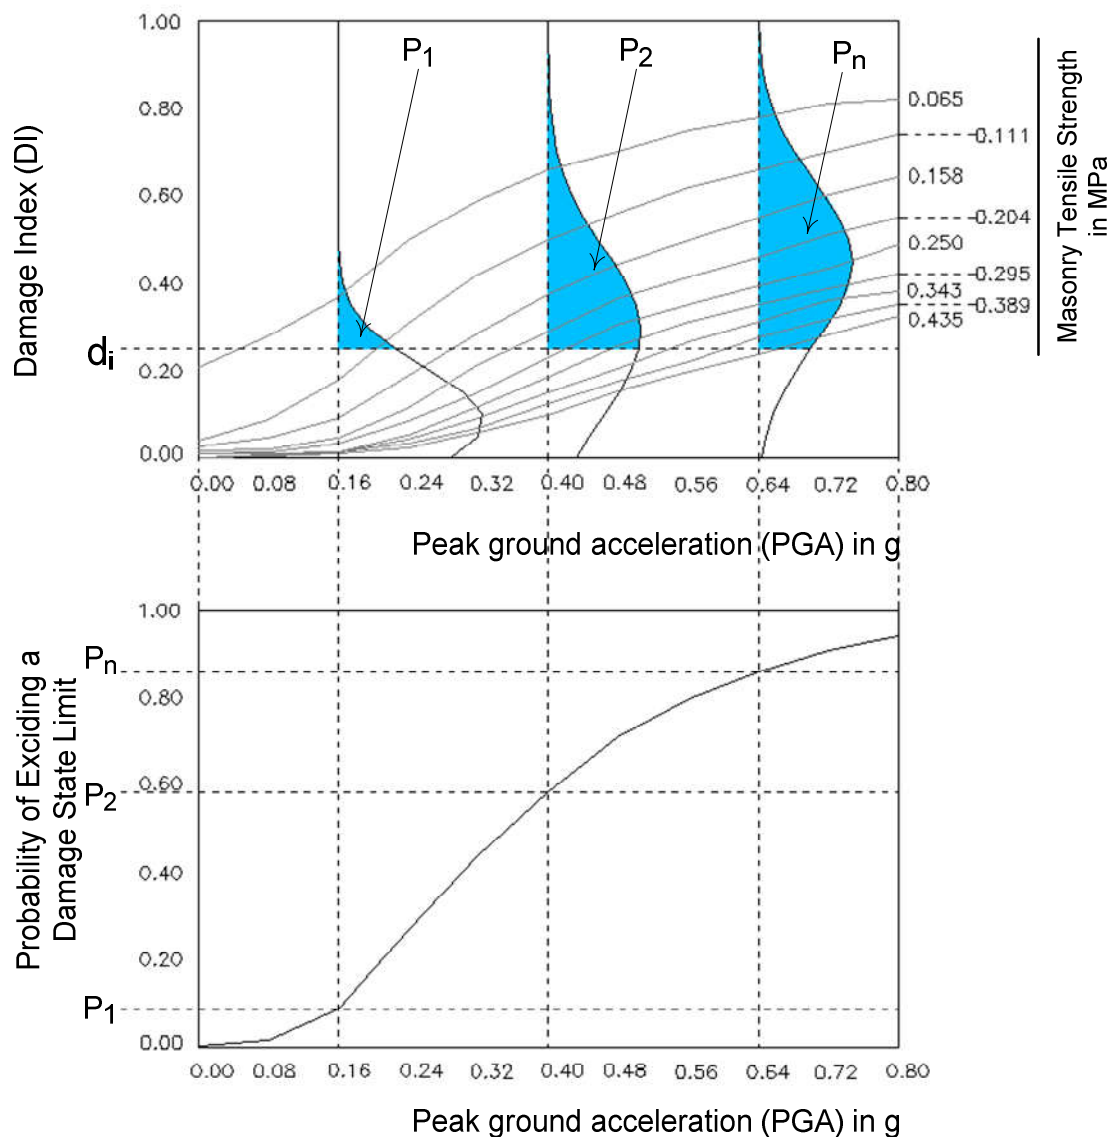 1.00
0.80
0.60
0.40
0.20
0.00
Damage Index (DI)
di
P1
P2
Pn
0.065
0.111
0.158
0.204
0.250
0.295
0.343
0.389
0.435
Masonry Tensile Strength
in MPa
0.00 0.08 0.16 0.24 0.32 0.40 0.48 0.56 0.64 0.72 0.80
Peak ground acceleration (PGA) in g
1.00
Pn
0.80
0.60
P2
0.40
0.20
P1
0.00
Probability of Exciding a
Damage State Limit
0.00 0.08 0.16 0.24 0.32 0.40 0.48 0.56 0.64 0.72 0.80
Peak ground acceleration (PGA) in g